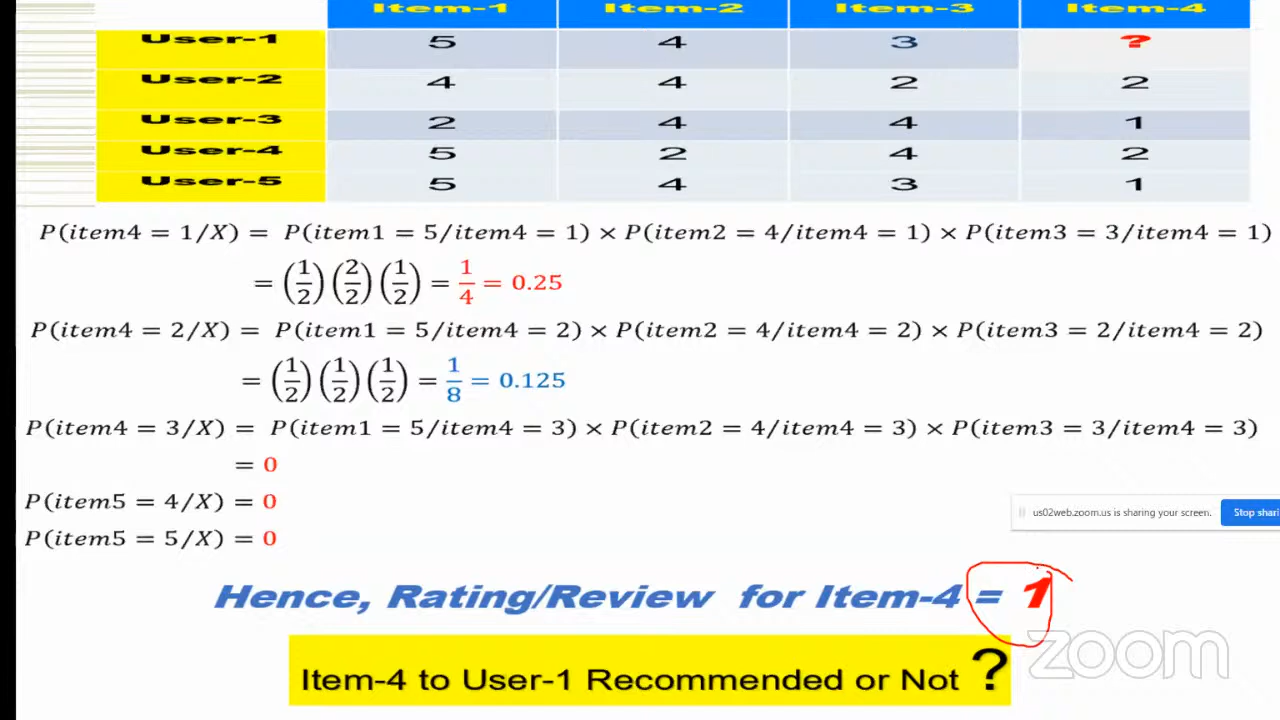 Item-1 Item-2 Item-3 Item-4
User-1 5 4 3 ?
User-2 4 4 2 2
User-3 2 4 4 1
User-4 5 2 4 2
User-5 5 4 3 1
P(item4 = 1/X) = P(item1 = 5/item4 = 1) × P(item2 = 4/item4 = 1) × P(item3 = 3/item4 = 1)
= (1/2)(2/2)(1/2) = 1/4 = 0.25
P(item4 = 2/X) = P(item1 = 5/item4 = 2) × P(item2 = 4/item4 = 2) × P(item3 = 2/item4 = 2)
= (1/2)(1/2)(1/2) = 1/8 = 0.125
P(item4 = 3/X) = P(item1 = 5/item4 = 3) × P(item2 = 4/item4 = 3) × P(item3 = 3/item4 = 3)
= 0
P(item5 = 4/X) = 0
us02web.zoom.us is sharing your screen. Stop shari
P(item5 = 5/X) = 0
Hence, Rating/Review for Item-4 = 1
zoom
Item-4 to User-1 Recommended or Not ?